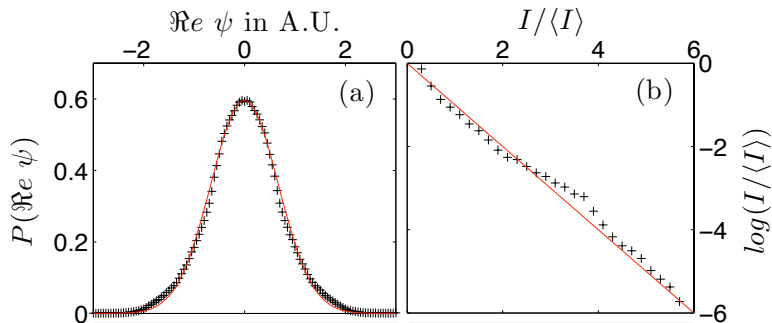 ℜe ψ in A.U.
−2 0 2
P(ℜe ψ)
0.6
0.4
0.2
0
(a)
I/⟨I⟩
0 2 4 6
(b)
0
−2
−4
−6
log(I/⟨I⟩)